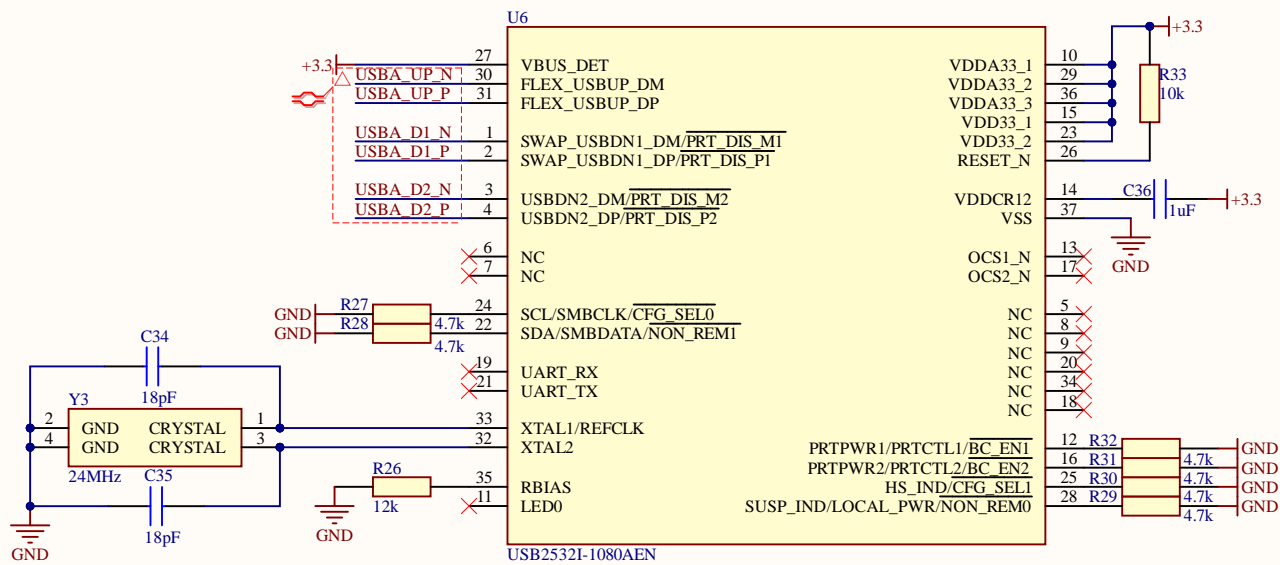 U6
+3.3
27 VBUS_DET
USBA_UP_N 30 FLEX_USBUP_DM
USBA_UP_P 31 FLEX_USBUP_DP
USBA_D1_N 1 SWAP_USBDN1_DM/PRT_DIS_M1
USBA_D1_P 2 SWAP_USBDN1_DP/PRT_DIS_P1
USBA_D2_N 3 USBDN2_DM/PRT_DIS_M2
USBA_D2_P 4 USBDN2_DP/PRT_DIS_P2
6 NC
7 NC
GND R27 4.7k 24 SCL/SMBCLK/CFG_SEL0
GND R28 4.7k 22 SDA/SMBDATA/NON_REM1
19 UART_RX
21 UART_TX
33 XTAL1/REFCLK
32 XTAL2
35 RBIAS
11 LED0
C34
18pF
Y3
2 GND CRYSTAL 1
4 GND CRYSTAL 3
24MHz
C35
18pF
GND
R26
12k
GND
VDDA33_1 10
VDDA33_2 29
VDDA33_3 36
VDD33_1 15
VDD33_2 23
RESET_N 26
+3.3
R33
10k
VDDCR12 14
C36
1uF
+3.3
VSS 37
GND
OCS1_N 13
OCS2_N 17
NC 5
NC 8
NC 9
NC 20
NC 34
NC 18
PRTPWR1/PRTCTL1/BC_EN1 12 R32 4.7k GND
PRTPWR2/PRTCTL2/BC_EN2 16 R31 4.7k GND
HS_IND/CFG_SEL1 25 R30 4.7k GND
SUSP_IND/LOCAL_PWR/NON_REM0 28 R29 4.7k GND
USB2532I-1080AEN